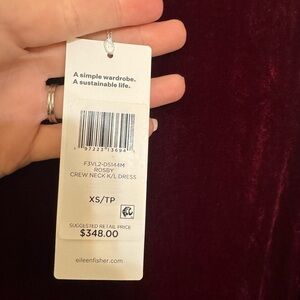 A simple wardrobe.
A sustainable life.
F3VL2-D5144M
ROSBY
CREW NECK K/L DRESS
XS/TP
SUGGESTED RETAIL PRICE
$348.00
eileenfisher.com